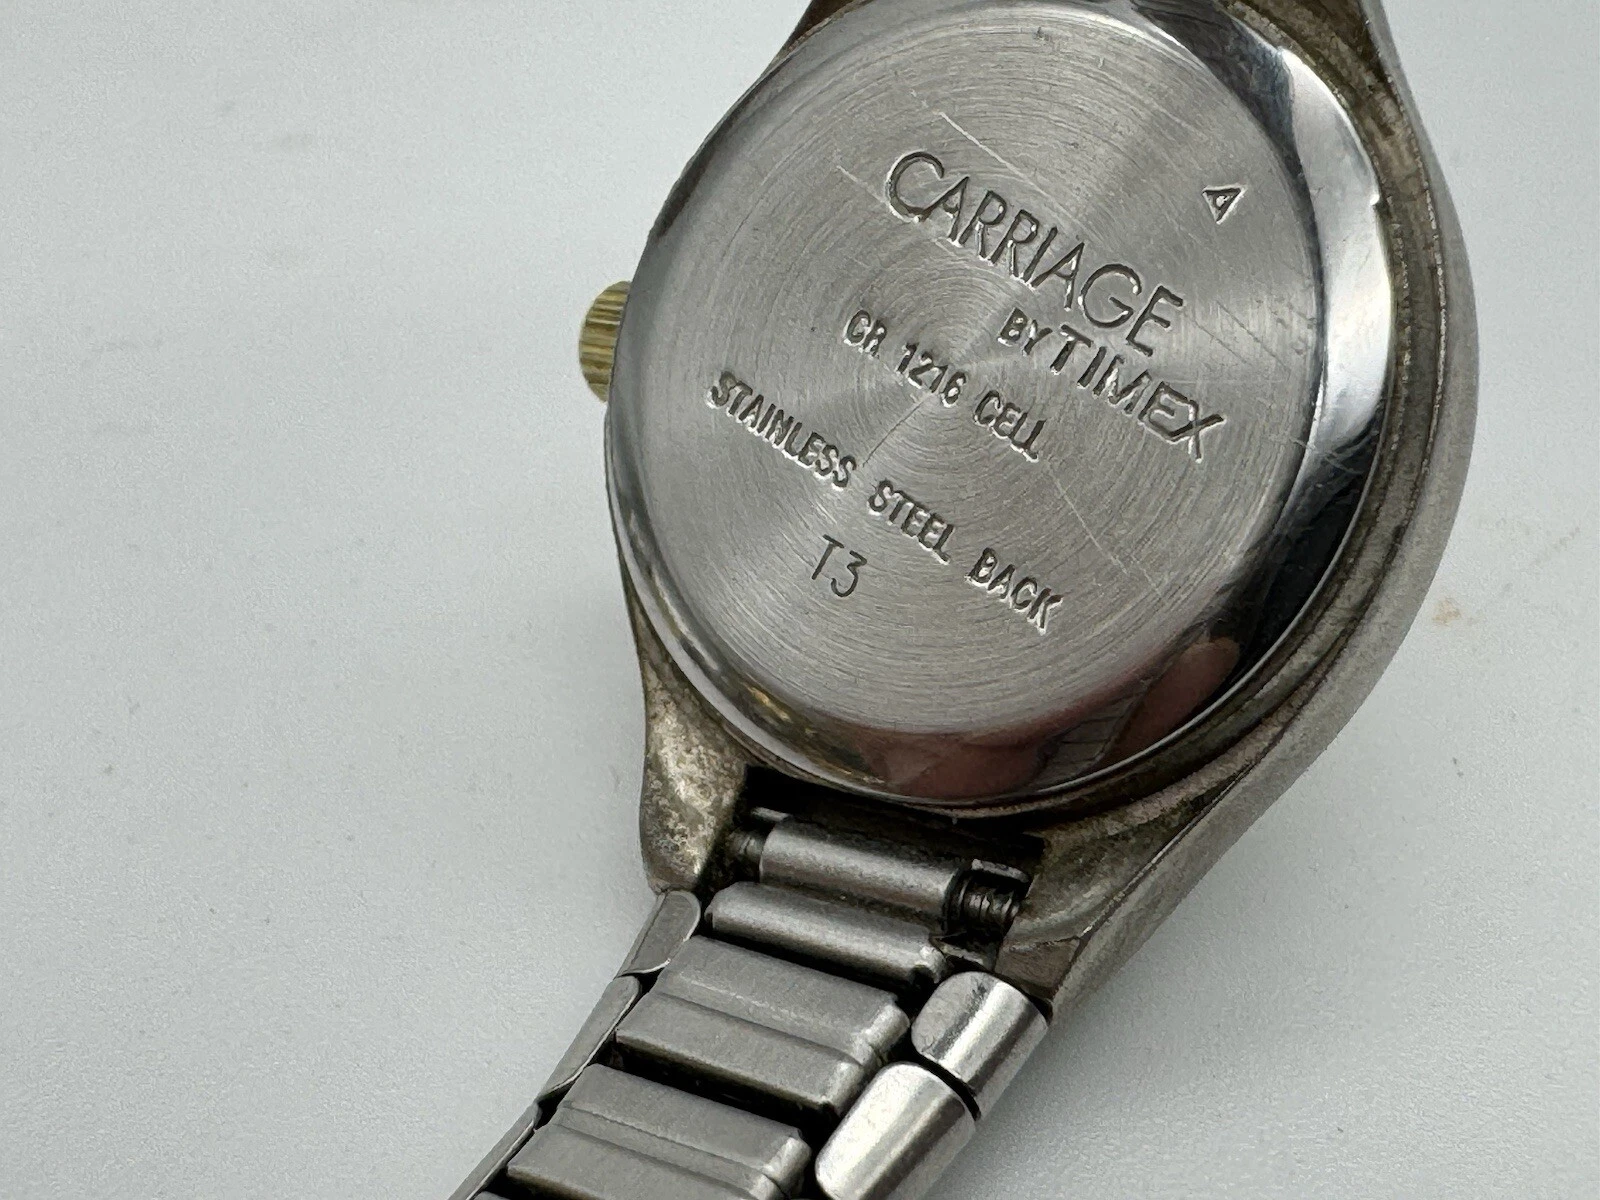 CARRIAGE
BY TIMEX
CR 1216 CELL
STAINLESS STEEL BACK
T3